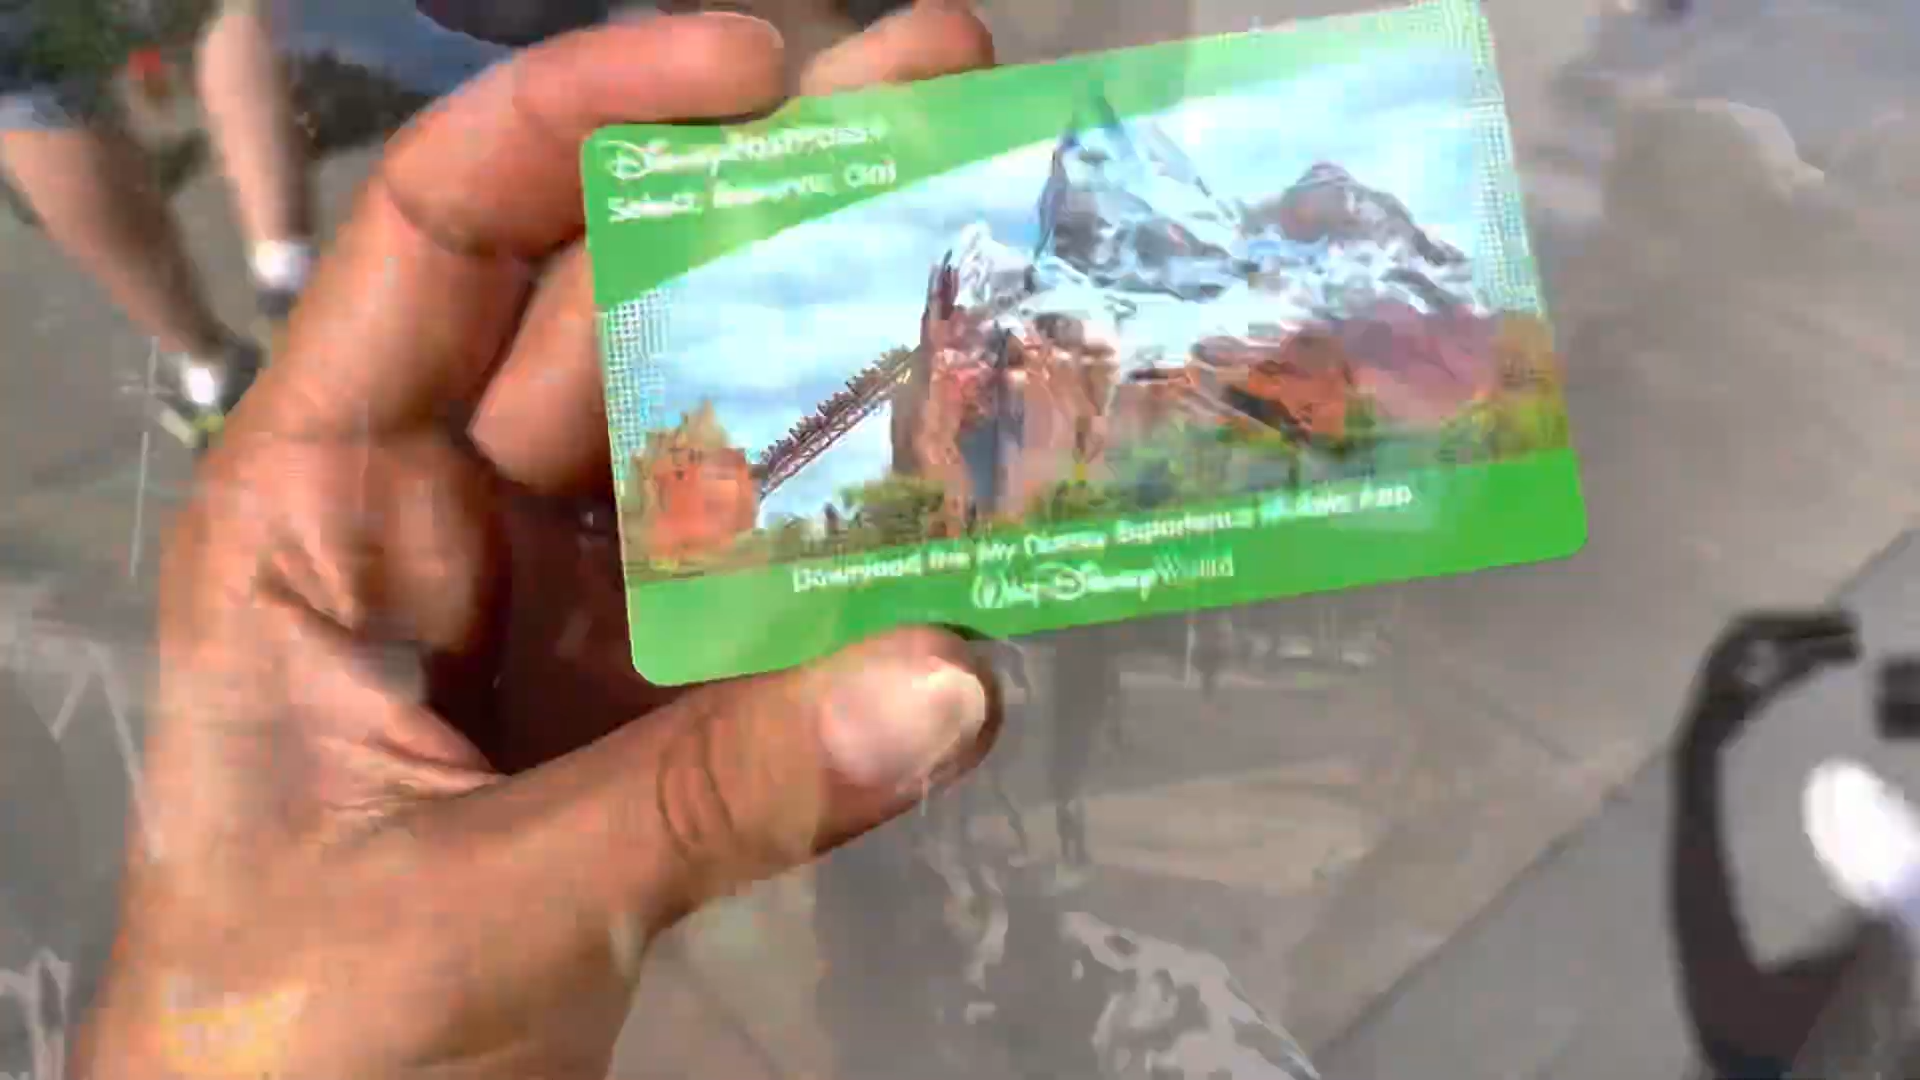 Disney fastpass+
Select, Reserve, Go!
Download the My Disney Experience Mobile App
Walt Disney World